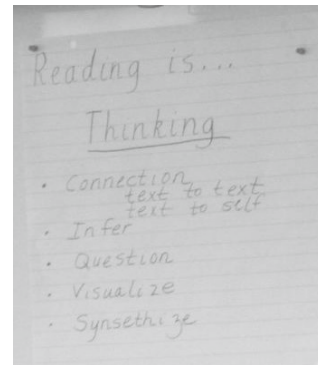 Reading is...
Thinking
• Connection
text to text
text to self
• Infer
• Question
• Visualize
• Synsethize